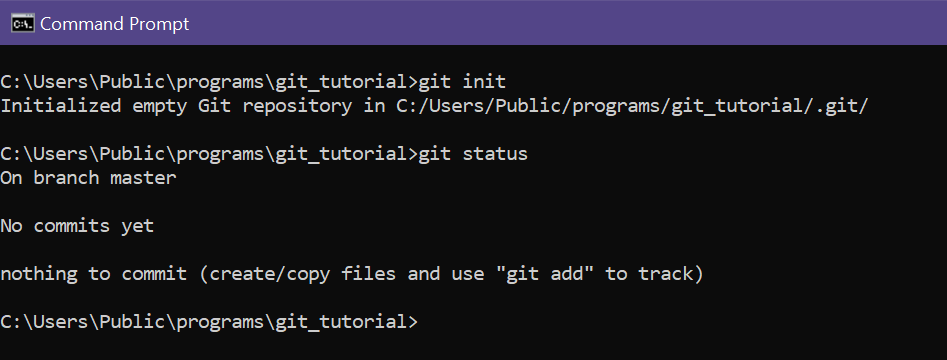 Command Prompt
C:\Users\Public\programs\git_tutorial>git init
Initialized empty Git repository in C:/Users/Public/programs/git_tutorial/.git/
C:\Users\Public\programs\git_tutorial>git status
On branch master
No commits yet
nothing to commit (create/copy files and use "git add" to track)
C:\Users\Public\programs\git_tutorial>